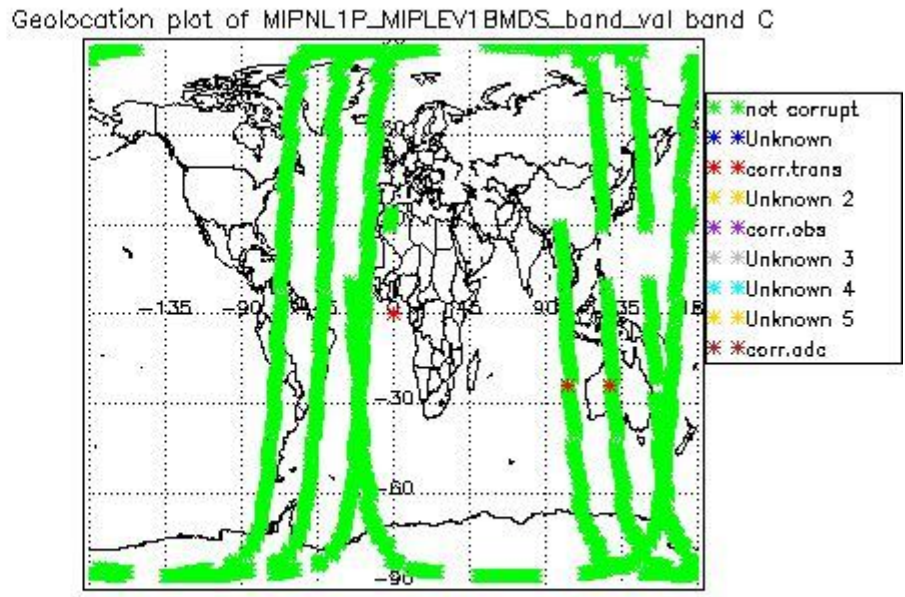 Geolocation plot of MIPNL1P_MIPLEV1BMDS_band_val band C
not corrupt
Unknown
corr.trans
Unknown 2
corr.obs
Unknown 3
Unknown 4
Unknown 5
corr.adc
-135
-90
90
135
-30
-60
-90